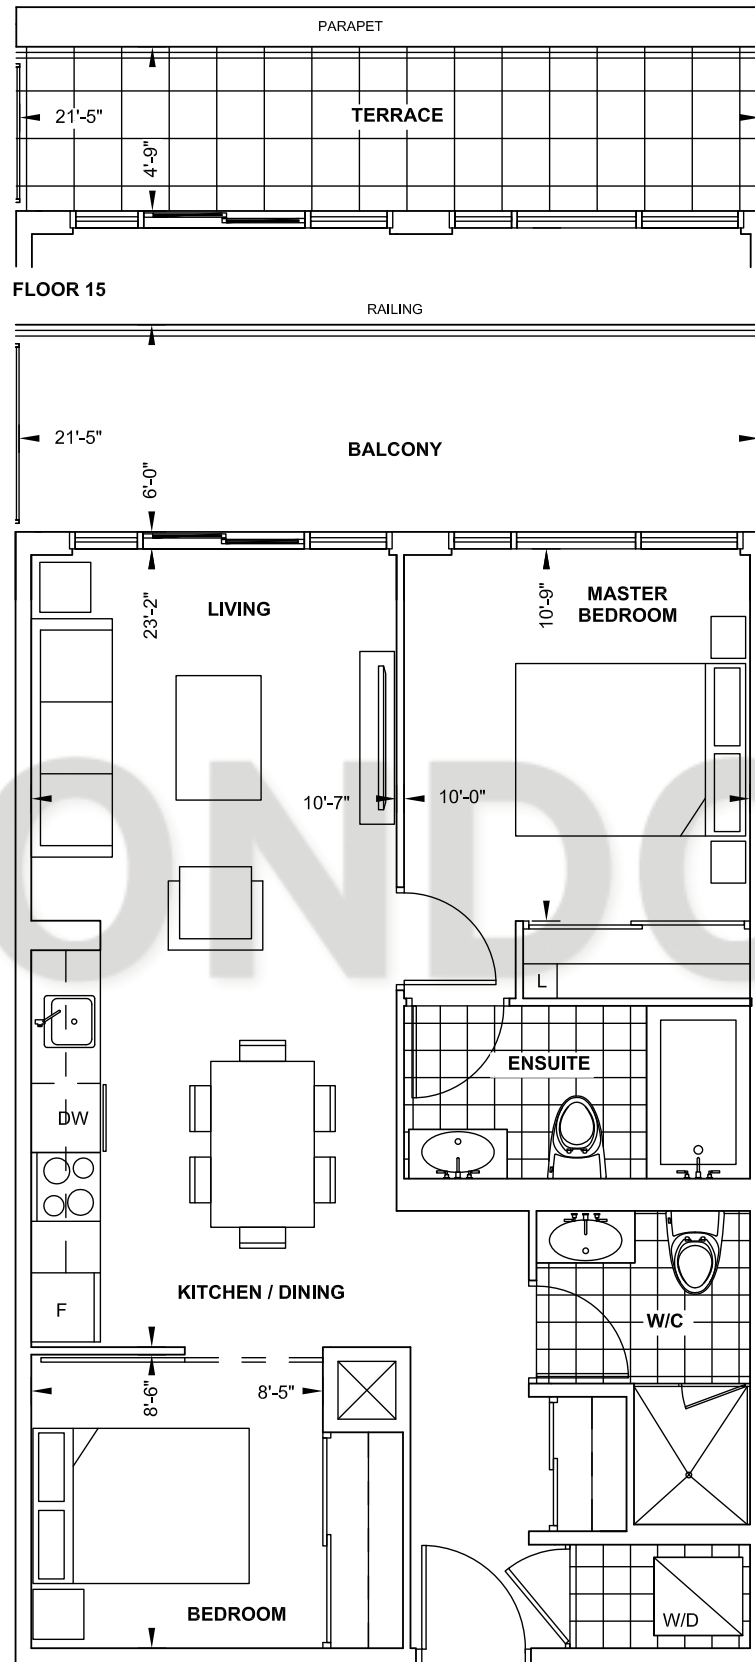 PARAPET
21'-5"
TERRACE
4'-9"
FLOOR 15
RAILING
21'-5"
BALCONY
6'-0"
23'-2"
LIVING
10'-9"
MASTER
BEDROOM
10'-7"
10'-0"
ONDO
L
ENSUITE
DW
F
KITCHEN / DINING
W/C
8'-6"
8'-5"
BEDROOM
W/D